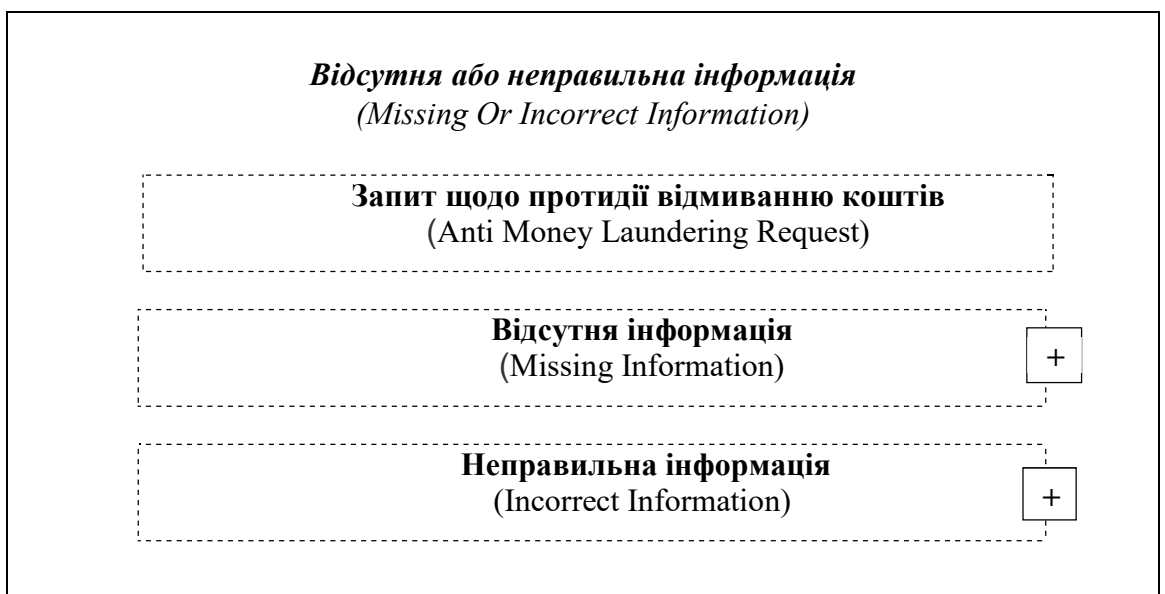 Відсутня або неправильна інформація
(Missing Or Incorrect Information)
Запит щодо протидії відмиванню коштів
(Anti Money Laundering Request)
Відсутня інформація
(Missing Information)
+
Неправильна інформація
(Incorrect Information)
+